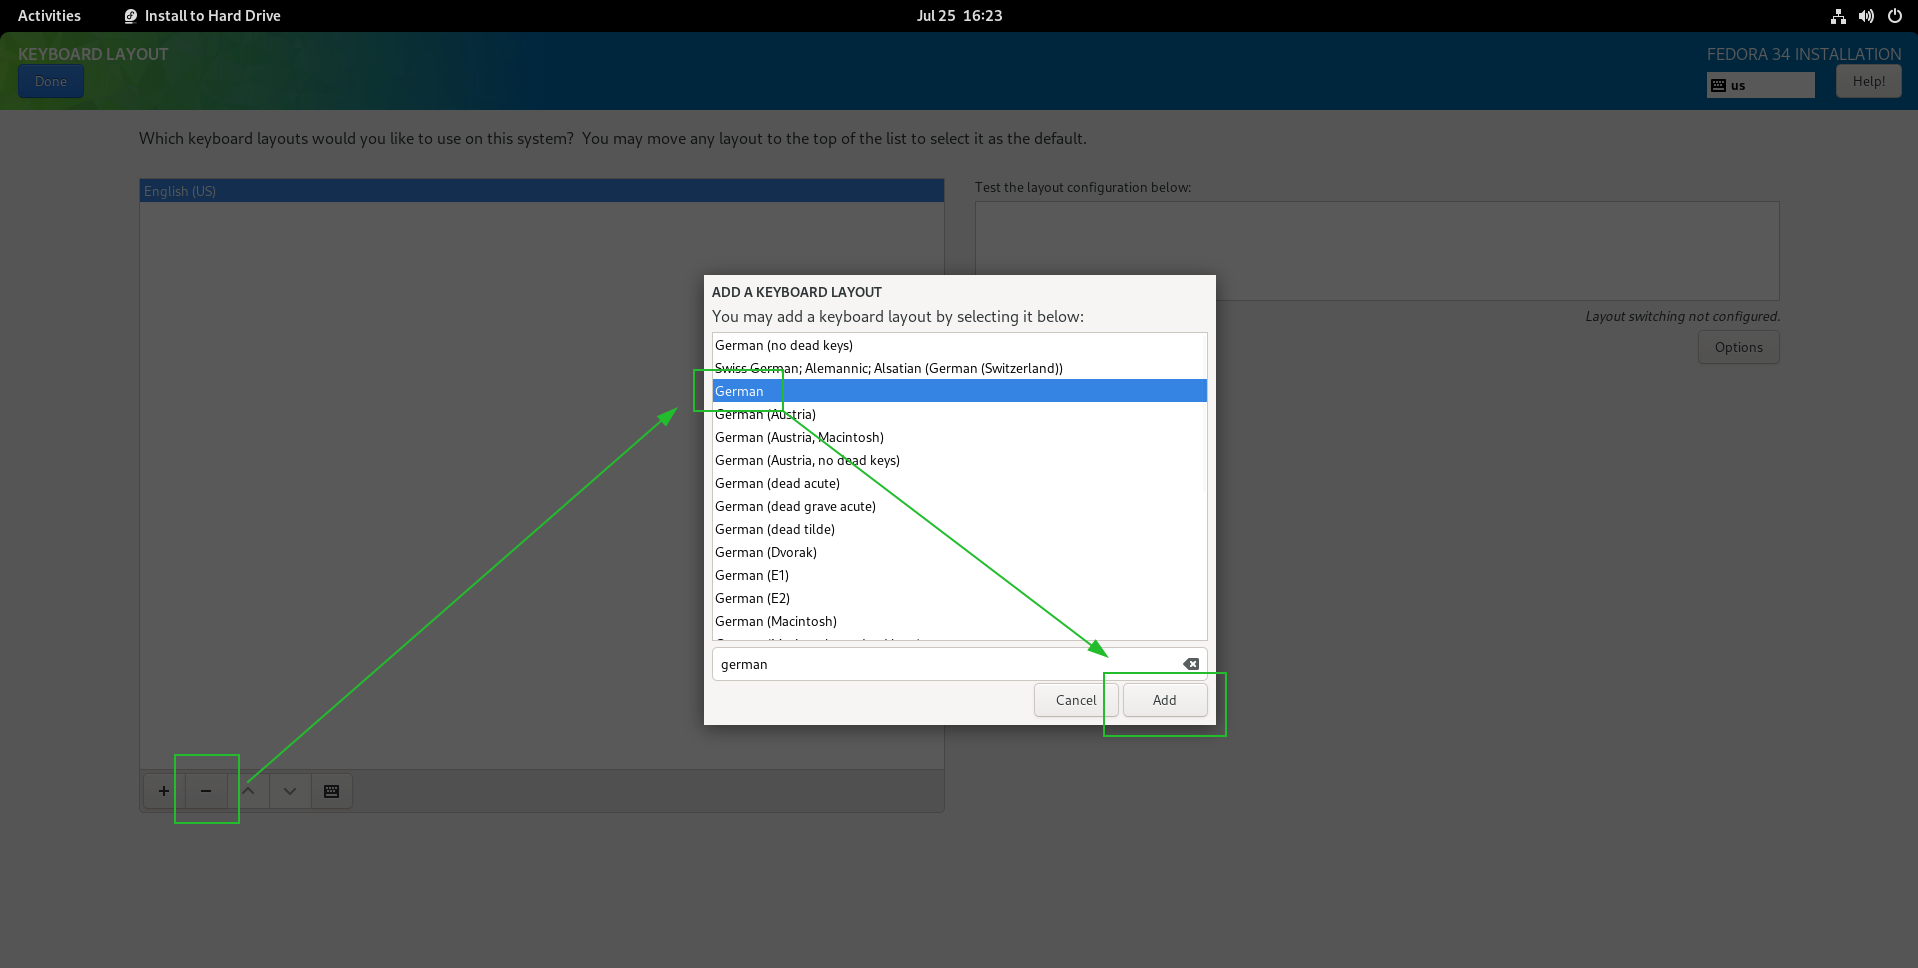 Activities
Install to Hard Drive
Jul 25 16:23
KEYBOARD LAYOUT
FEDORA 34 INSTALLATION
Done
us
Help!
Which keyboard layouts would you like to use on this system? You may move any layout to the top of the list to select it as the default.
English (US)
Test the layout configuration below:
Layout switching not configured.
Options
ADD A KEYBOARD LAYOUT
You may add a keyboard layout by selecting it below:
German (no dead keys)
Swiss German; Alemannic; Alsatian (German (Switzerland))
German
German (Austria)
German (Austria, Macintosh)
German (Austria, no dead keys)
German (dead acute)
German (dead grave acute)
German (dead tilde)
German (Dvorak)
German (E1)
German (E2)
German (Macintosh)
german
Cancel
Add